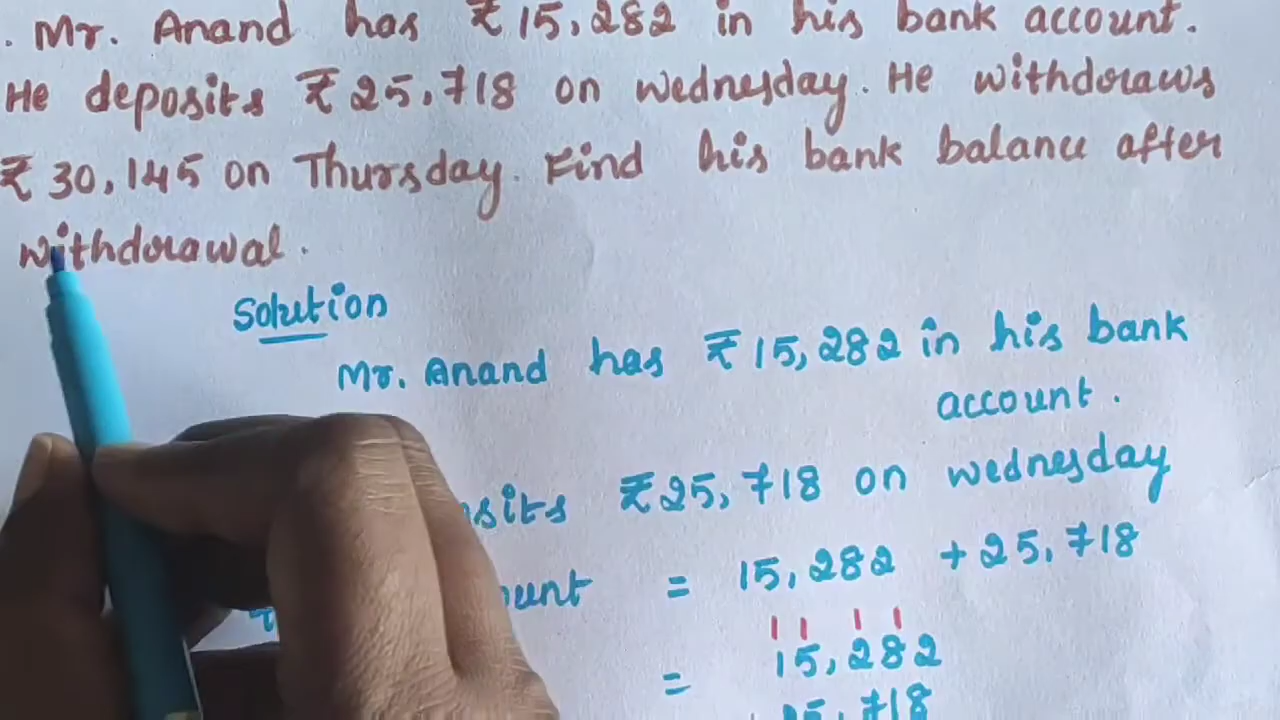 . Mr. Anand has ₹15,282 in his bank account.
He deposits ₹25,718 on wednesday. He withdraws
₹30,145 on Thursday. Find his bank balance after
withdrawal.
Solution
Mr. Anand has ₹15,282 in his bank
account.
₹25,718 on wednesday
= 15,282 + 25,718
1 1 1 1
= 15,282
25,718